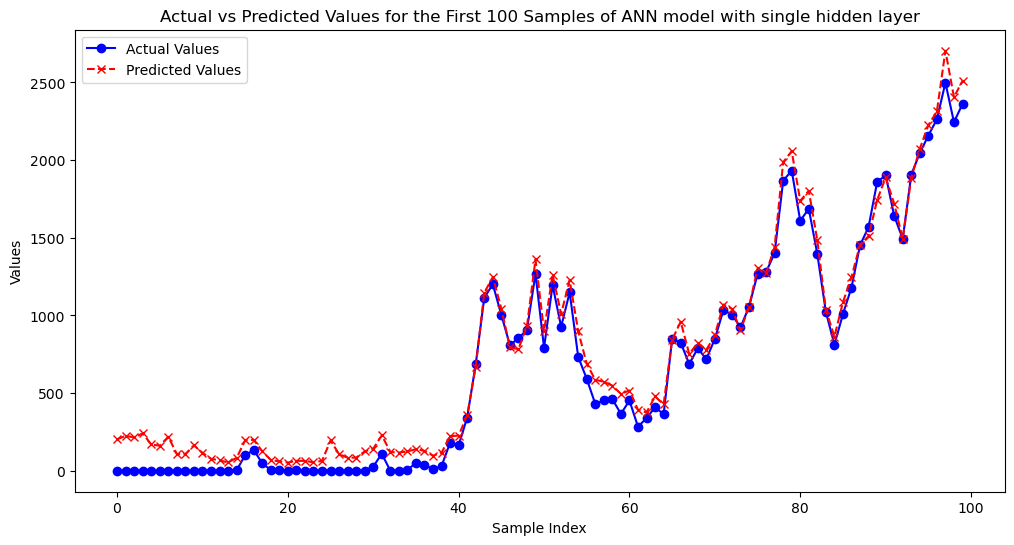 Actual vs Predicted Values for the First 100 Samples of ANN model with single hidden layer
Actual Values
Predicted Values
2500
2000
1500
1000
500
0
Values
0 20 40 60 80 100
Sample Index